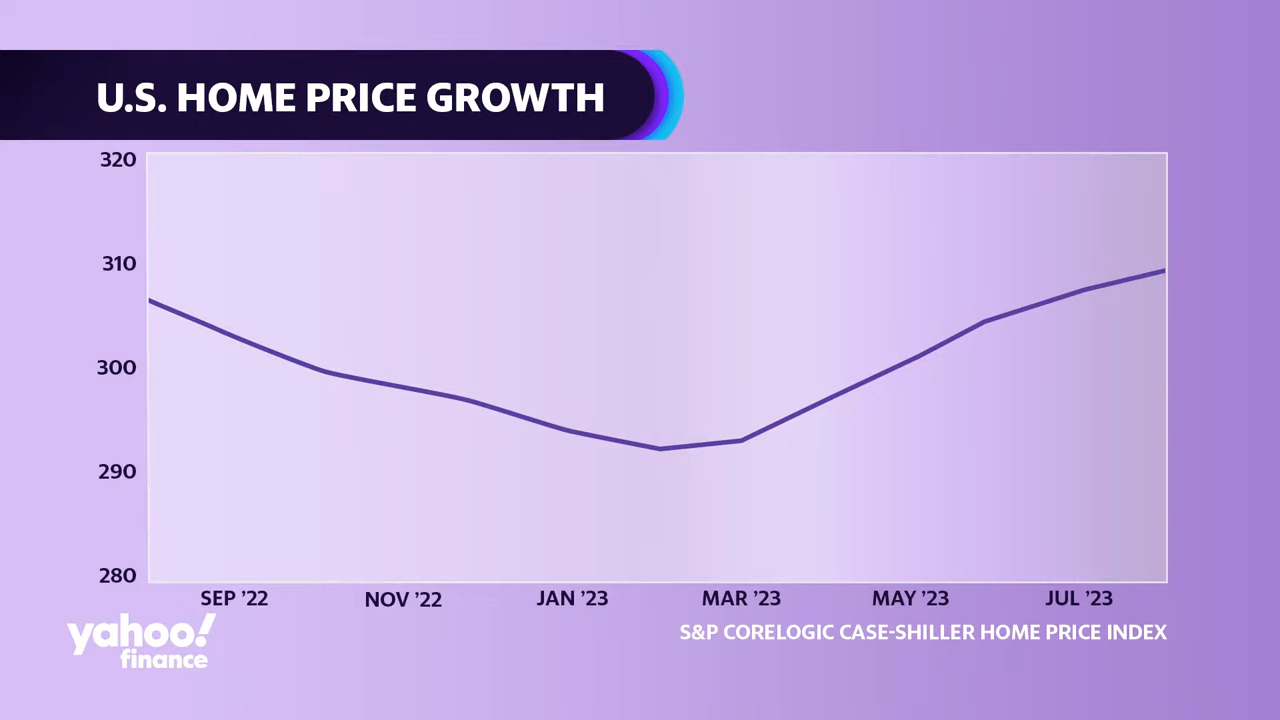 U.S. HOME PRICE GROWTH
320
310
300
290
280
SEP ’22 NOV ’22 JAN ’23 MAR ’23 MAY ’23 JUL ’23
S&P CORELOGIC CASE-SHILLER HOME PRICE INDEX
yahoo!
finance